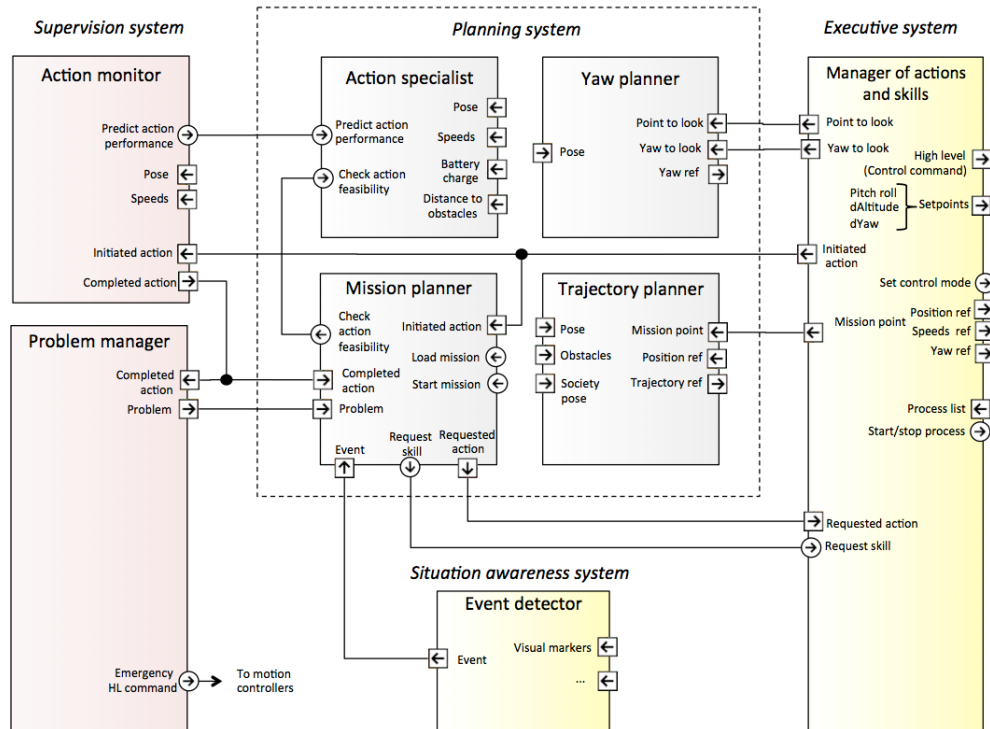 Supervision system
Planning system
Executive system
Action monitor
Predict action
performance
Pose
Speeds
Initiated action
Completed action
Action specialist
Pose
Predict action
performance
Speeds
Battery
charge
Check action
feasibility
Distance to
obstacles
Yaw planner
Point to look
Pose
Yaw to look
Yaw ref
Manager of actions
and skills
Point to look
Yaw to look
High level
(Control command)
Pitch roll
dAltitude
dYaw
Setpoints
Initiated
action
Set control mode
Position ref
Mission point
Speeds ref
Yaw ref
Process list
Start/stop process
Requested action
Request skill
Problem manager
Completed
action
Problem
Emergency
HL command
To motion
controllers
Mission planner
Check
action
feasibility
Initiated action
Load mission
Start mission
Completed
action
Problem
Event
Request
skill
Requested
action
Trajectory planner
Pose
Mission point
Obstacles
Position ref
Society
pose
Trajectory ref
Situation awareness system
Event detector
Visual markers
Event
...